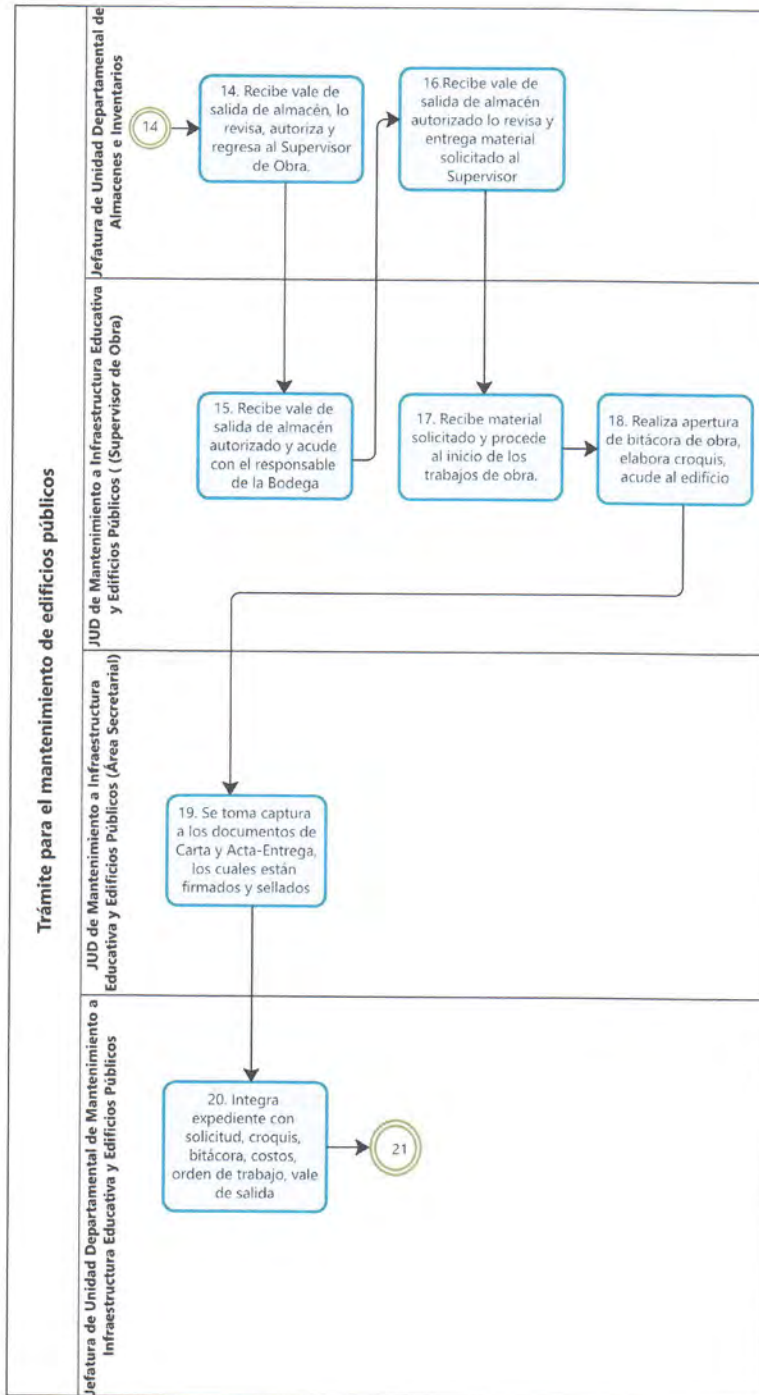 Trámite para el mantenimiento de edificios públicos
Jefatura de Unidad Departamental de
Almacenes e Inventarios
14
14. Recibe vale de
salida de almacén, lo
revisa, autoriza y
regresa al Supervisor
de Obra.
16.Recibe vale de
salida de almacén
autorizado lo revisa y
entrega material
solicitado al
Supervisor
JUD de Mantenimiento a Infraestructura Educativa
y Edificios Públicos ( (Supervisor de Obra)
15. Recibe vale de
salida de almacén
autorizado y acude
con el responsable
de la Bodega
17. Recibe material
solicitado y procede
al inicio de los
trabajos de obra.
18. Realiza apertura
de bitácora de obra,
elabora croquis,
acude al edificio
JUD de Mantenimiento a Infraestructura
Educativa y Edificios Públicos (Área Secretarial)
19. Se toma captura
a los documentos de
Carta y Acta-Entrega,
los cuales están
firmados y sellados
Jefatura de Unidad Departamental de Mantenimiento a
Infraestructura Educativa y Edificios Públicos
20. Integra
expediente con
solicitud, croquis,
bitácora, costos,
orden de trabajo, vale
de salida
21